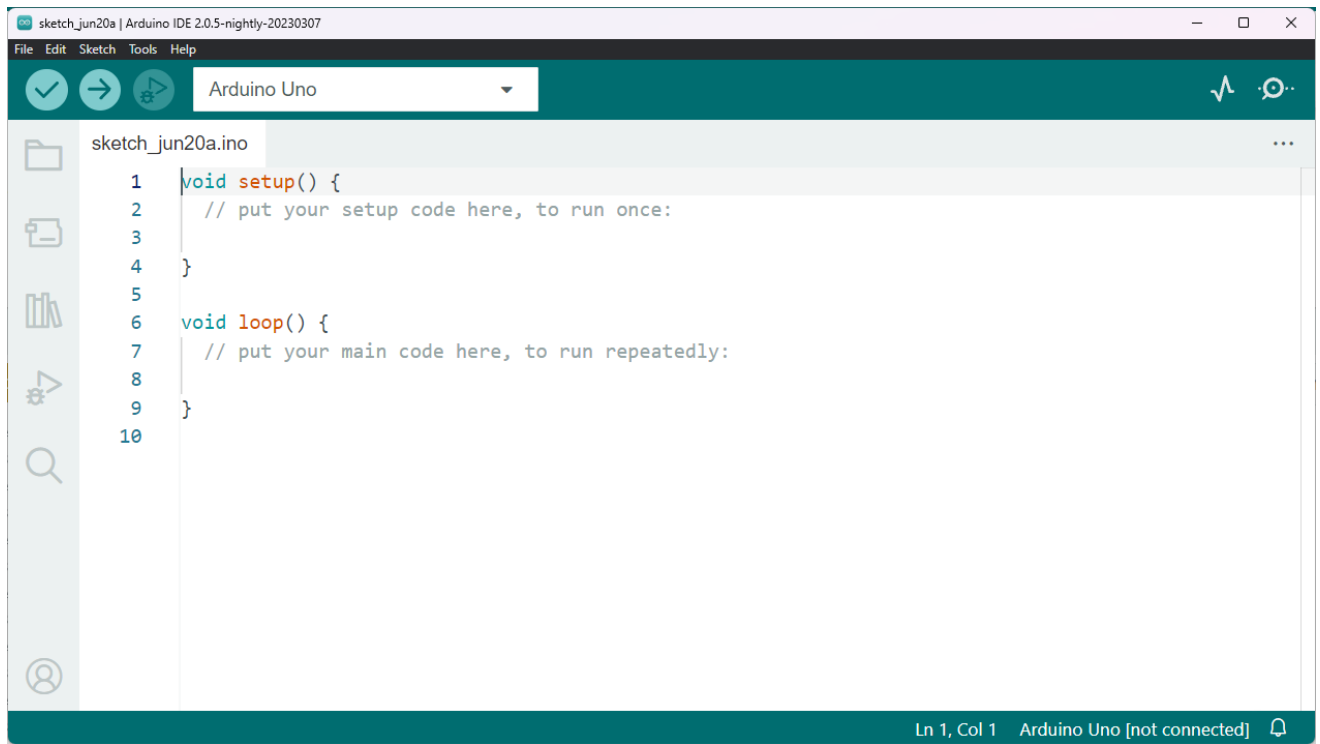 sketch_jun20a | Arduino IDE 2.0.5-nightly-20230307
File Edit Sketch Tools Help
Arduino Uno
sketch_jun20a.ino
1 void setup() {
2   // put your setup code here, to run once:
3
4 }
5
6 void loop() {
7   // put your main code here, to run repeatedly:
8
9 }
10
Ln 1, Col 1 Arduino Uno [not connected]